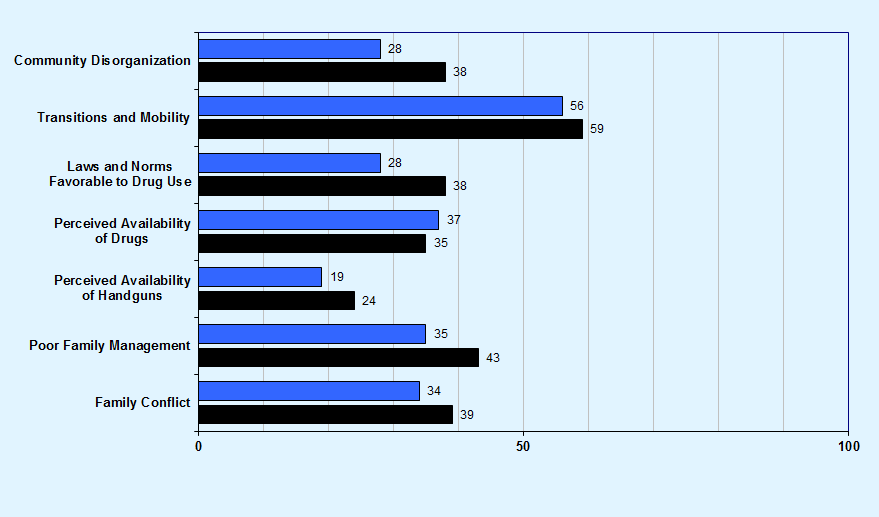 Community Disorganization
28
38
Transitions and Mobility
56
59
Laws and Norms
Favorable to Drug Use
28
38
Perceived Availability
of Drugs
37
35
Perceived Availability
of Handguns
19
24
Poor Family Management
35
43
Family Conflict
34
39
0 50 100